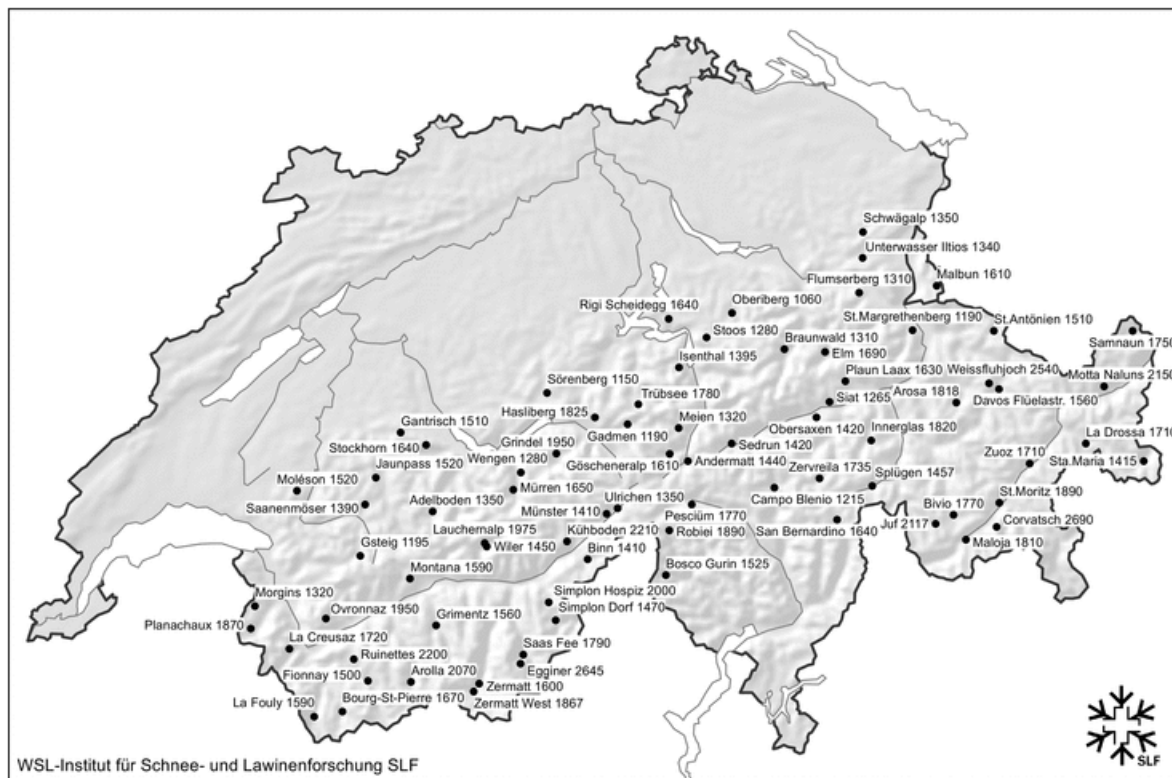 Schwägalp 1350
Unterwasser Iltios 1340
Malbun 1610
Flumserberg 1310
Oberiberg 1060
Rigi Scheidegg 1640
St.Margrethenberg 1190
St.Antönien 1510
Stoos 1280
Braunwald 1310
Samnaun 1750
Isenthal 1395
Elm 1690
Plaun Laax 1630
Weissfluhjoch 2540
Motta Naluns 2150
Sörenberg 1150
Trübsee 1780
Siat 1265
Arosa 1818
Davos Flüelastr. 1560
Hasliberg 1825
Meien 1320
Gantrisch 1510
Obersaxen 1420
Innerglas 1820
Gadmen 1190
Stockhorn 1640
Grindel 1950
Sedrun 1420
La Drossa 1710
Wengen 1280
Göscheneralp 1610
Andermatt 1440
Zuoz 1710
Sta.Maria 1415
Jaunpass 1520
Zervreila 1735
Splügen 1457
Moléson 1520
Mürren 1650
Ulrichen 1350
Adelboden 1350
Campo Blenio 1215
St.Moritz 1890
Saanenmöser 1390
Münster 1410
Pesciüm 1770
Bivio 1770
Lauchernalp 1975
Kühboden 2210
Robiei 1890
San Bernardino 1640
Juf 2117
Corvatsch 2690
Gsteig 1195
Wiler 1450
Binn 1410
Maloja 1810
Montana 1590
Bosco Gurin 1525
Morgins 1320
Simplon Hospiz 2000
Ovronnaz 1950
Grimentz 1560
Simplon Dorf 1470
Planachaux 1870
La Creusaz 1720
Saas Fee 1790
Ruinettes 2200
Egginer 2645
Fionnay 1500
Arolla 2070
Zermatt 1600
La Fouly 1590
Bourg-St-Pierre 1670
Zermatt West 1867
WSL-Institut für Schnee- und Lawinenforschung SLF
SLF